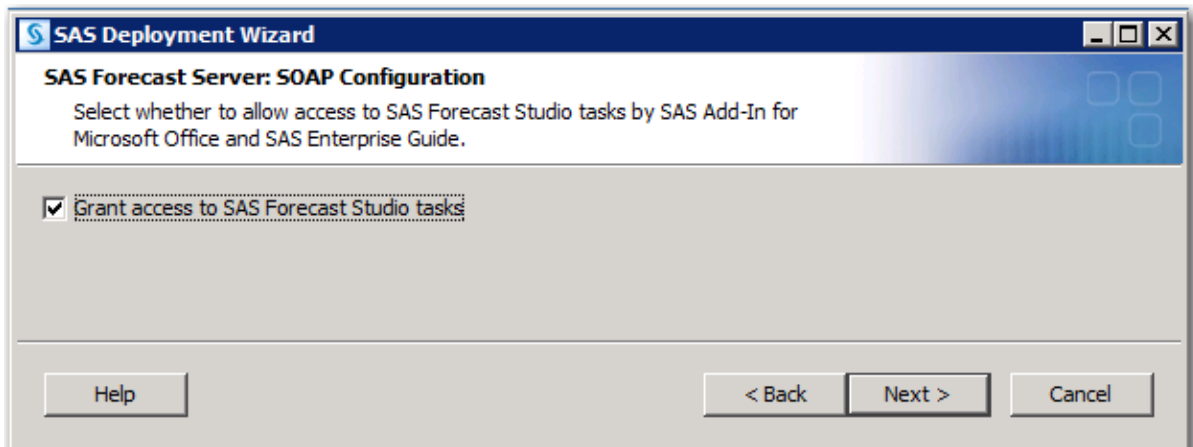 SAS Deployment Wizard
SAS Forecast Server: SOAP Configuration
Select whether to allow access to SAS Forecast Studio tasks by SAS Add-In for
Microsoft Office and SAS Enterprise Guide.
Grant access to SAS Forecast Studio tasks
Help
< Back
Next >
Cancel